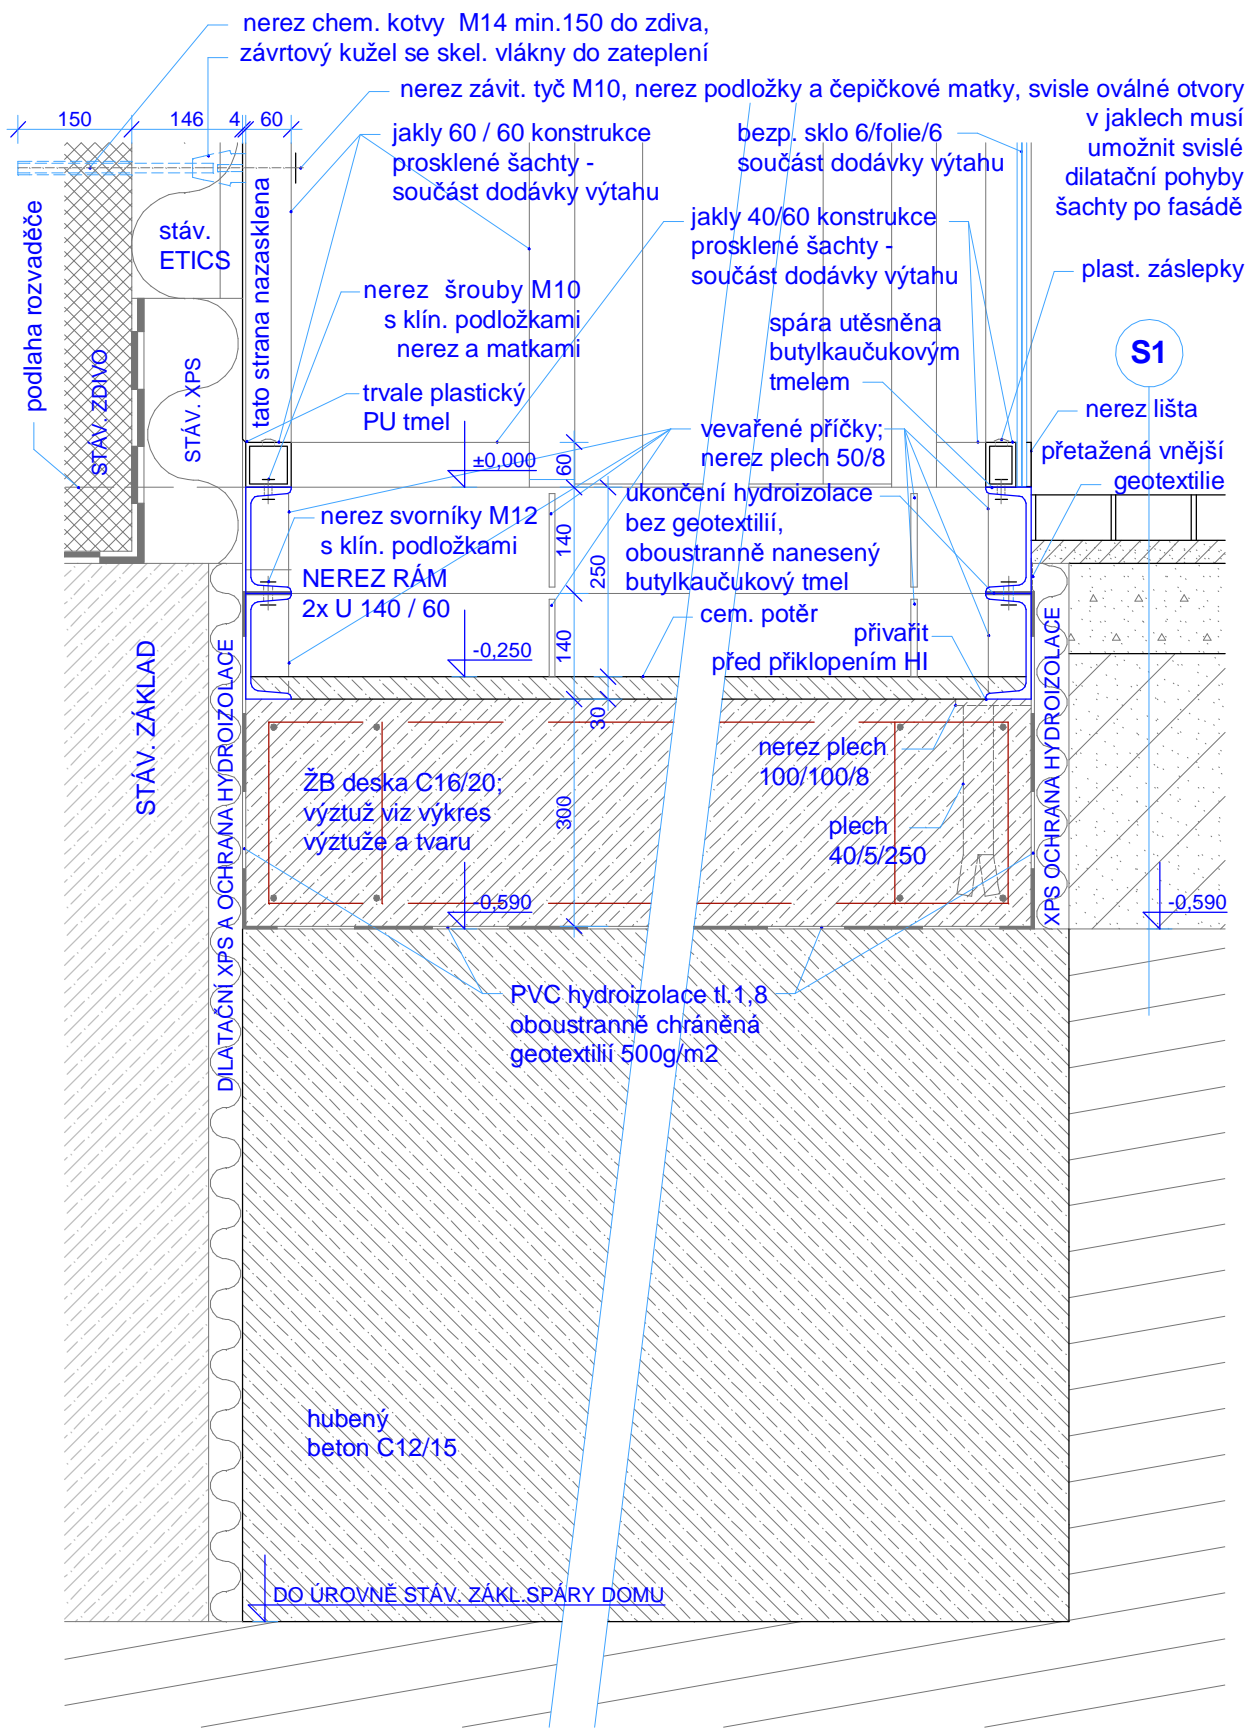 nerez chem. kotvy M14 min.150 do zdiva,
závrtový kužel se skel. vlákny do zateplení
nerez závit. tyč M10, nerez podložky a čepičkové matky, svisle oválné otvory
v jaklech musí
umožnit svislé
dilatační pohyby
šachty po fasádě
150
146
4
60
jakly 60 / 60 konstrukce
prosklené šachty -
součást dodávky výtahu
bezp. sklo 6/folie/6
součást dodávky výtahu
jakly 40/60 konstrukce
prosklené šachty -
součást dodávky výtahu
plast. záslepky
stáv.
ETICS
podlaha rozvaděče
STÁV. ZDIVO
STÁV. XPS
tato strana nazasklena
nerez šrouby M10
s klín. podložkami
nerez a matkami
spára utěsněna
butylkaučukovým
tmelem
S1
trvale plastický
PU tmel
nerez lišta
přetažená vnější
geotextilie
vevařené příčky;
nerez plech 50/8
±0,000
60
ukončení hydroizolace
bez geotextilií,
oboustranně nanesený
butylkaučukový tmel
nerez svorníky M12
s klín. podložkami
NEREZ RÁM
2x U 140 / 60
140
250
140
cem. potěr
-0,250
přivařit
před přiklopením HI
30
STÁV. ZÁKLAD
DILATAČNÍ XPS A OCHRANA HYDROIZOLACE
XPS OCHRANA HYDROIZOLACE
ŽB deska C16/20;
výztuž viz výkres
výztuže a tvaru
300
nerez plech
100/100/8
plech
40/5/250
-0,590
-0,590
PVC hydroizolace tl.1,8
oboustranně chráněná
geotextilií 500g/m2
hubený
beton C12/15
DO ÚROVNĚ STÁV. ZÁKL.SPÁRY DOMU